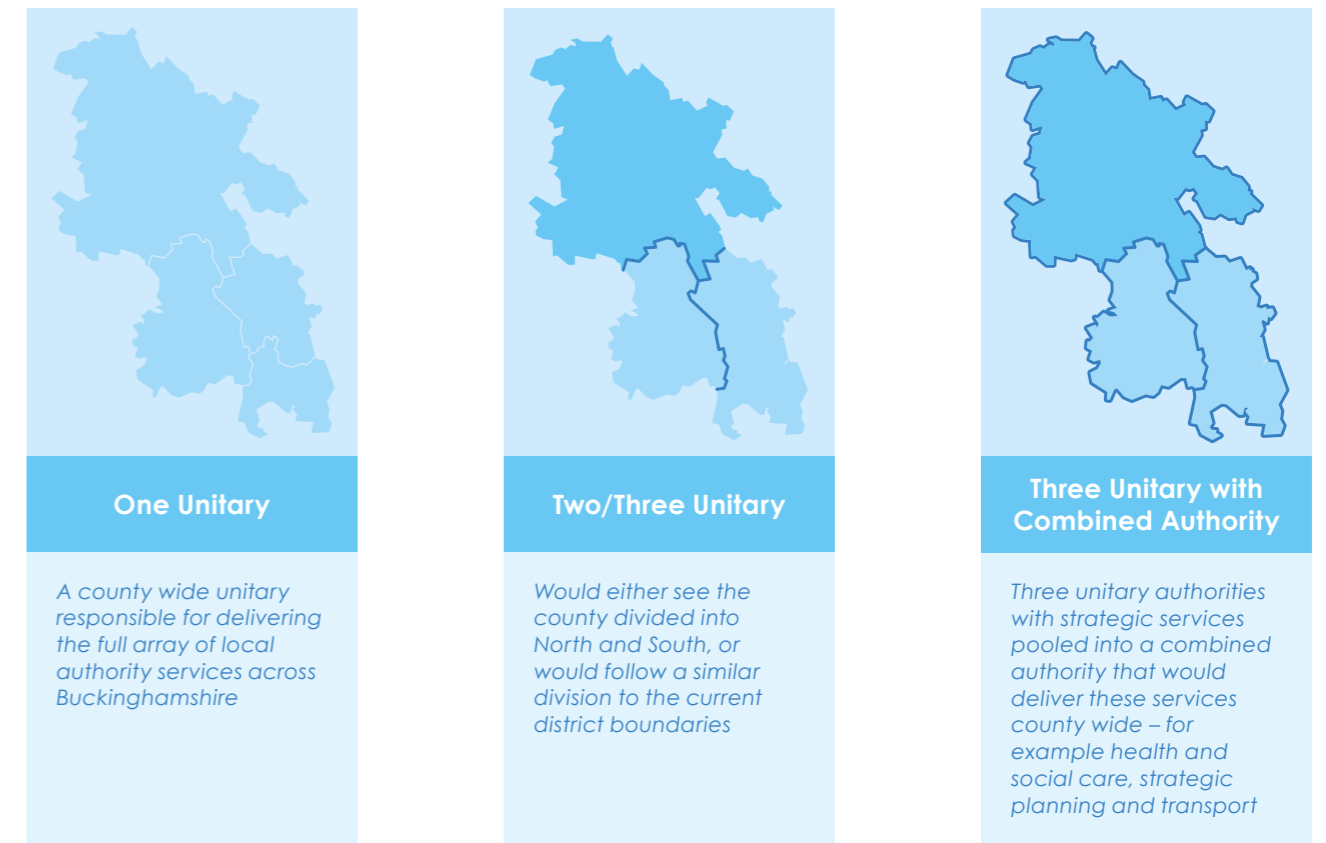 One Unitary
A county wide unitary
responsible for delivering
the full array of local
authority services across
Buckinghamshire
Two/Three Unitary
Would either see the
county divided into
North and South, or
would follow a similar
division to the current
district boundaries
Three Unitary with
Combined Authority
Three unitary authorities
with strategic services
pooled into a combined
authority that would
deliver these services
county wide – for
example health and
social care, strategic
planning and transport